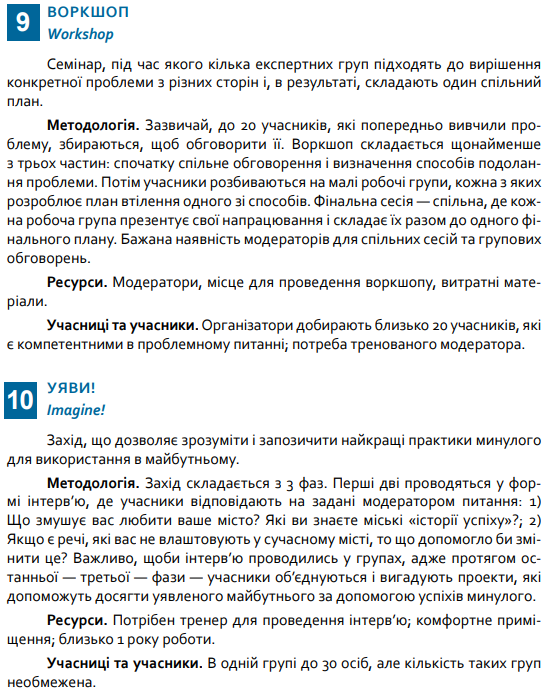 9 ВОРКШОП
Workshop
Семінар, під час якого кілька експертних груп підходять до вирішення
конкретної проблеми з різних сторін і, в результаті, складають один спільний
план.
Методологія. Зазвичай, до 20 учасників, які попередньо вивчили про-
блему, збираються, щоб обговорити її. Воркшоп складається щонайменше
з трьох частин: спочатку спільне обговорення і визначення способів подолан-
ня проблеми. Потім учасники розбиваються на малі робочі групи, кожна з яких
розроблює план втілення одного зі способів. Фінальна сесія — спільна, де кож-
на робоча група презентує свої напрацювання і складає їх разом до одного фі-
нального плану. Бажана наявність модераторів для спільних сесій та групових
обговорень.
Ресурси. Модератори, місце для проведення воркшопу, витратні мате-
ріали.
Учасниці та учасники. Організатори добирають близько 20 учасників, які
є компетентними в проблемному питанні; потреба тренованого модератора.
10 УЯВИ!
Imagine!
Захід, що дозволяє зрозуміти і запозичити найкращі практики минулого
для використання в майбутньому.
Методологія. Захід складається з 3 фаз. Перші дві проводяться у фор-
мі інтерв’ю, де учасники відповідають на задані модератором питання: 1)
Що змушує вас любити ваше місто? Які ви знаєте міські «історії успіху»?; 2)
Якщо є речі, які вас не влаштовують у сучасному місті, то що допомогло би змі-
нити це? Важливо, щоби інтерв’ю проводились у групах, адже протягом ос-
танньої — третьої — фази — учасники об’єднуються і вигадують проекти, які
допоможуть досягти уявленого майбутнього за допомогою успіхів минулого.
Ресурси. Потрібен тренер для проведення інтерв’ю; комфортне примі-
щення; близько 1 року роботи.
Учасниці та учасники. В одній групі до 30 осіб, але кількість таких груп
необмежена.